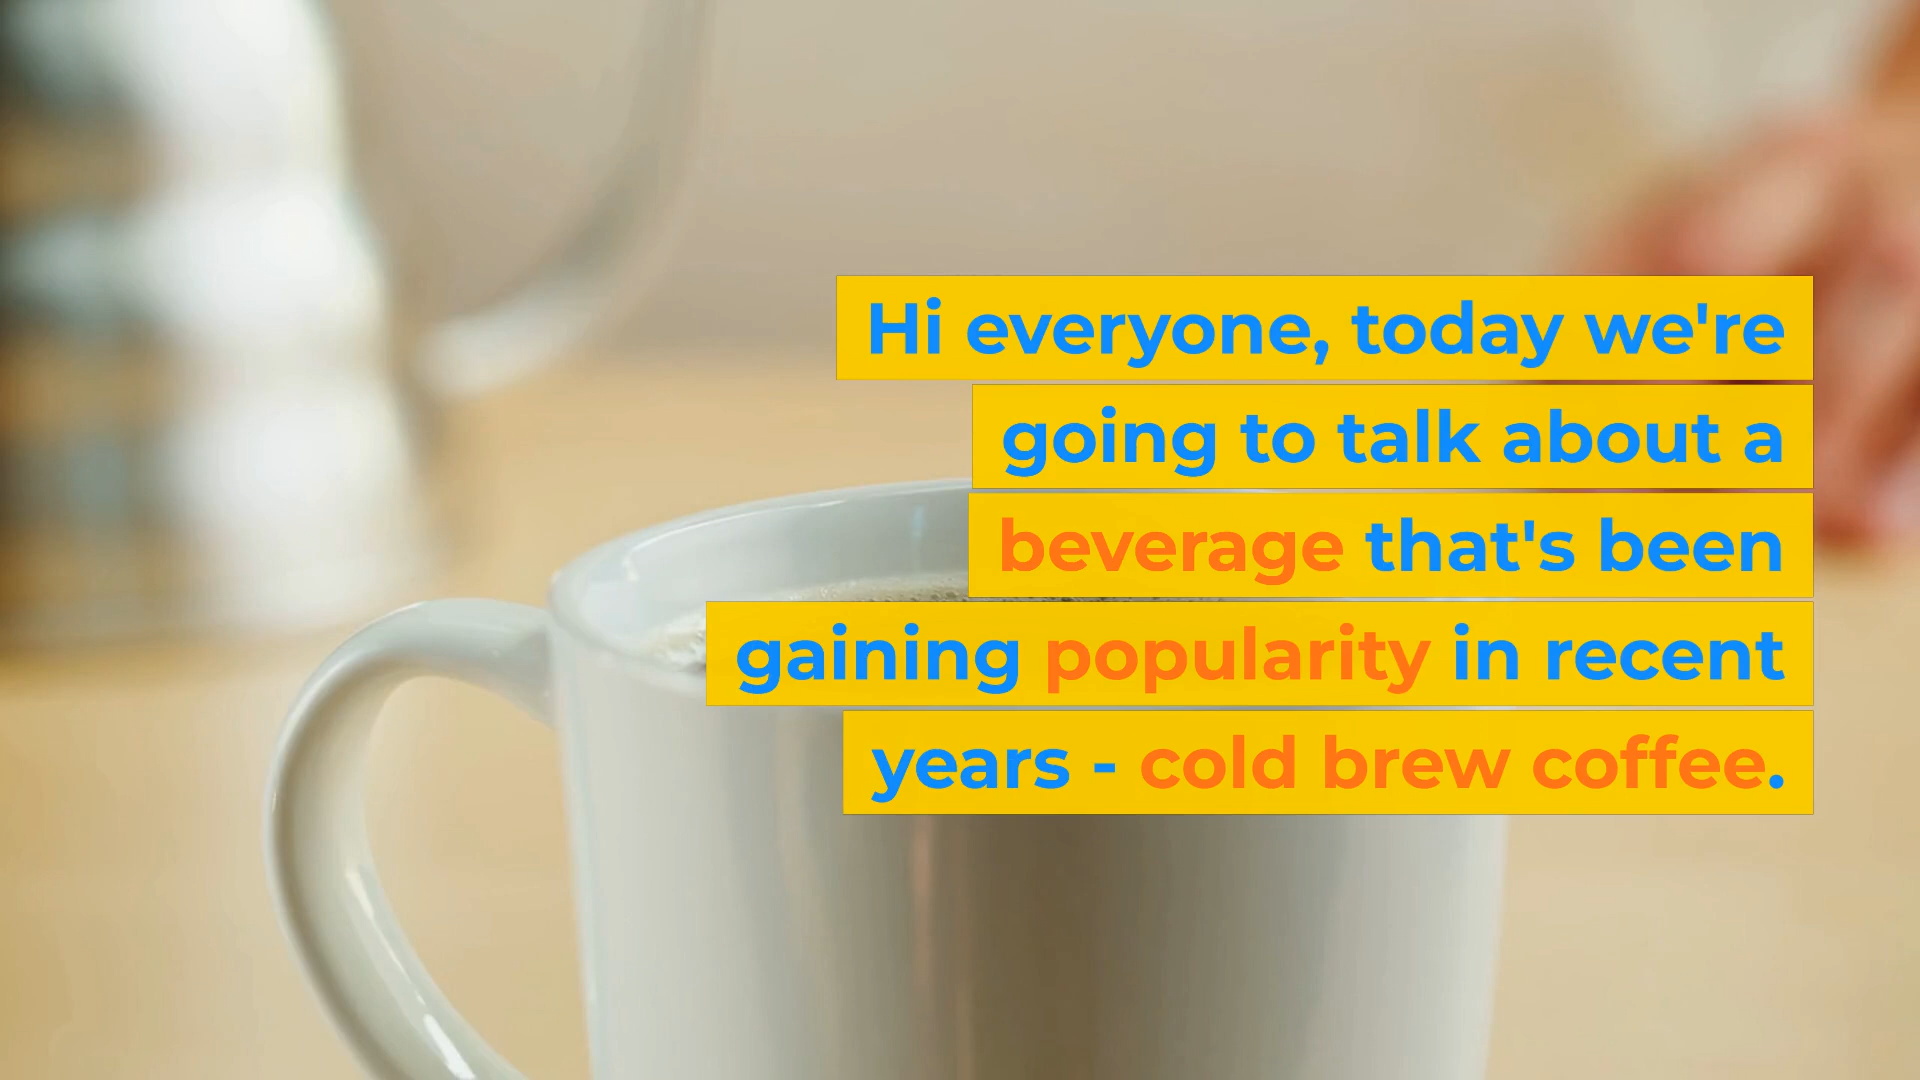 Hi everyone, today we're
going to talk about a
beverage that's been
gaining popularity in recent
years - cold brew coffee.